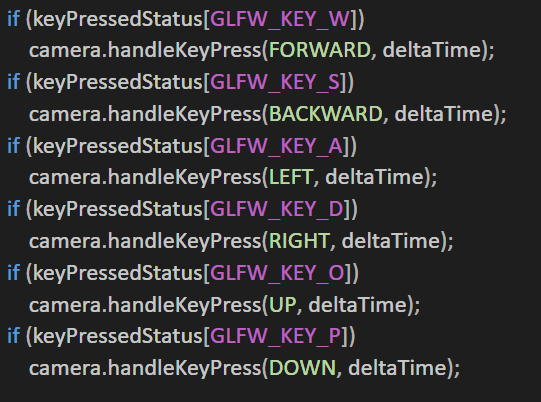 if (keyPressedStatus[GLFW_KEY_W])
camera.handleKeyPress(FORWARD, deltaTime);
if (keyPressedStatus[GLFW_KEY_S])
camera.handleKeyPress(BACKWARD, deltaTime);
if (keyPressedStatus[GLFW_KEY_A])
camera.handleKeyPress(LEFT, deltaTime);
if (keyPressedStatus[GLFW_KEY_D])
camera.handleKeyPress(RIGHT, deltaTime);
if (keyPressedStatus[GLFW_KEY_O])
camera.handleKeyPress(UP, deltaTime);
if (keyPressedStatus[GLFW_KEY_P])
camera.handleKeyPress(DOWN, deltaTime);